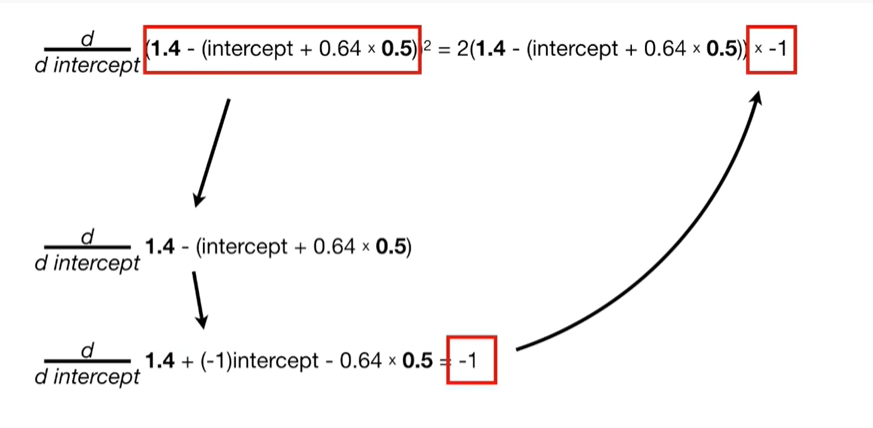 d/d intercept (1.4 - (intercept + 0.64 × 0.5))² = 2(1.4 - (intercept + 0.64 × 0.5)) × -1
d/d intercept 1.4 - (intercept + 0.64 × 0.5)
d/d intercept 1.4 + (-1)intercept - 0.64 × 0.5 = -1